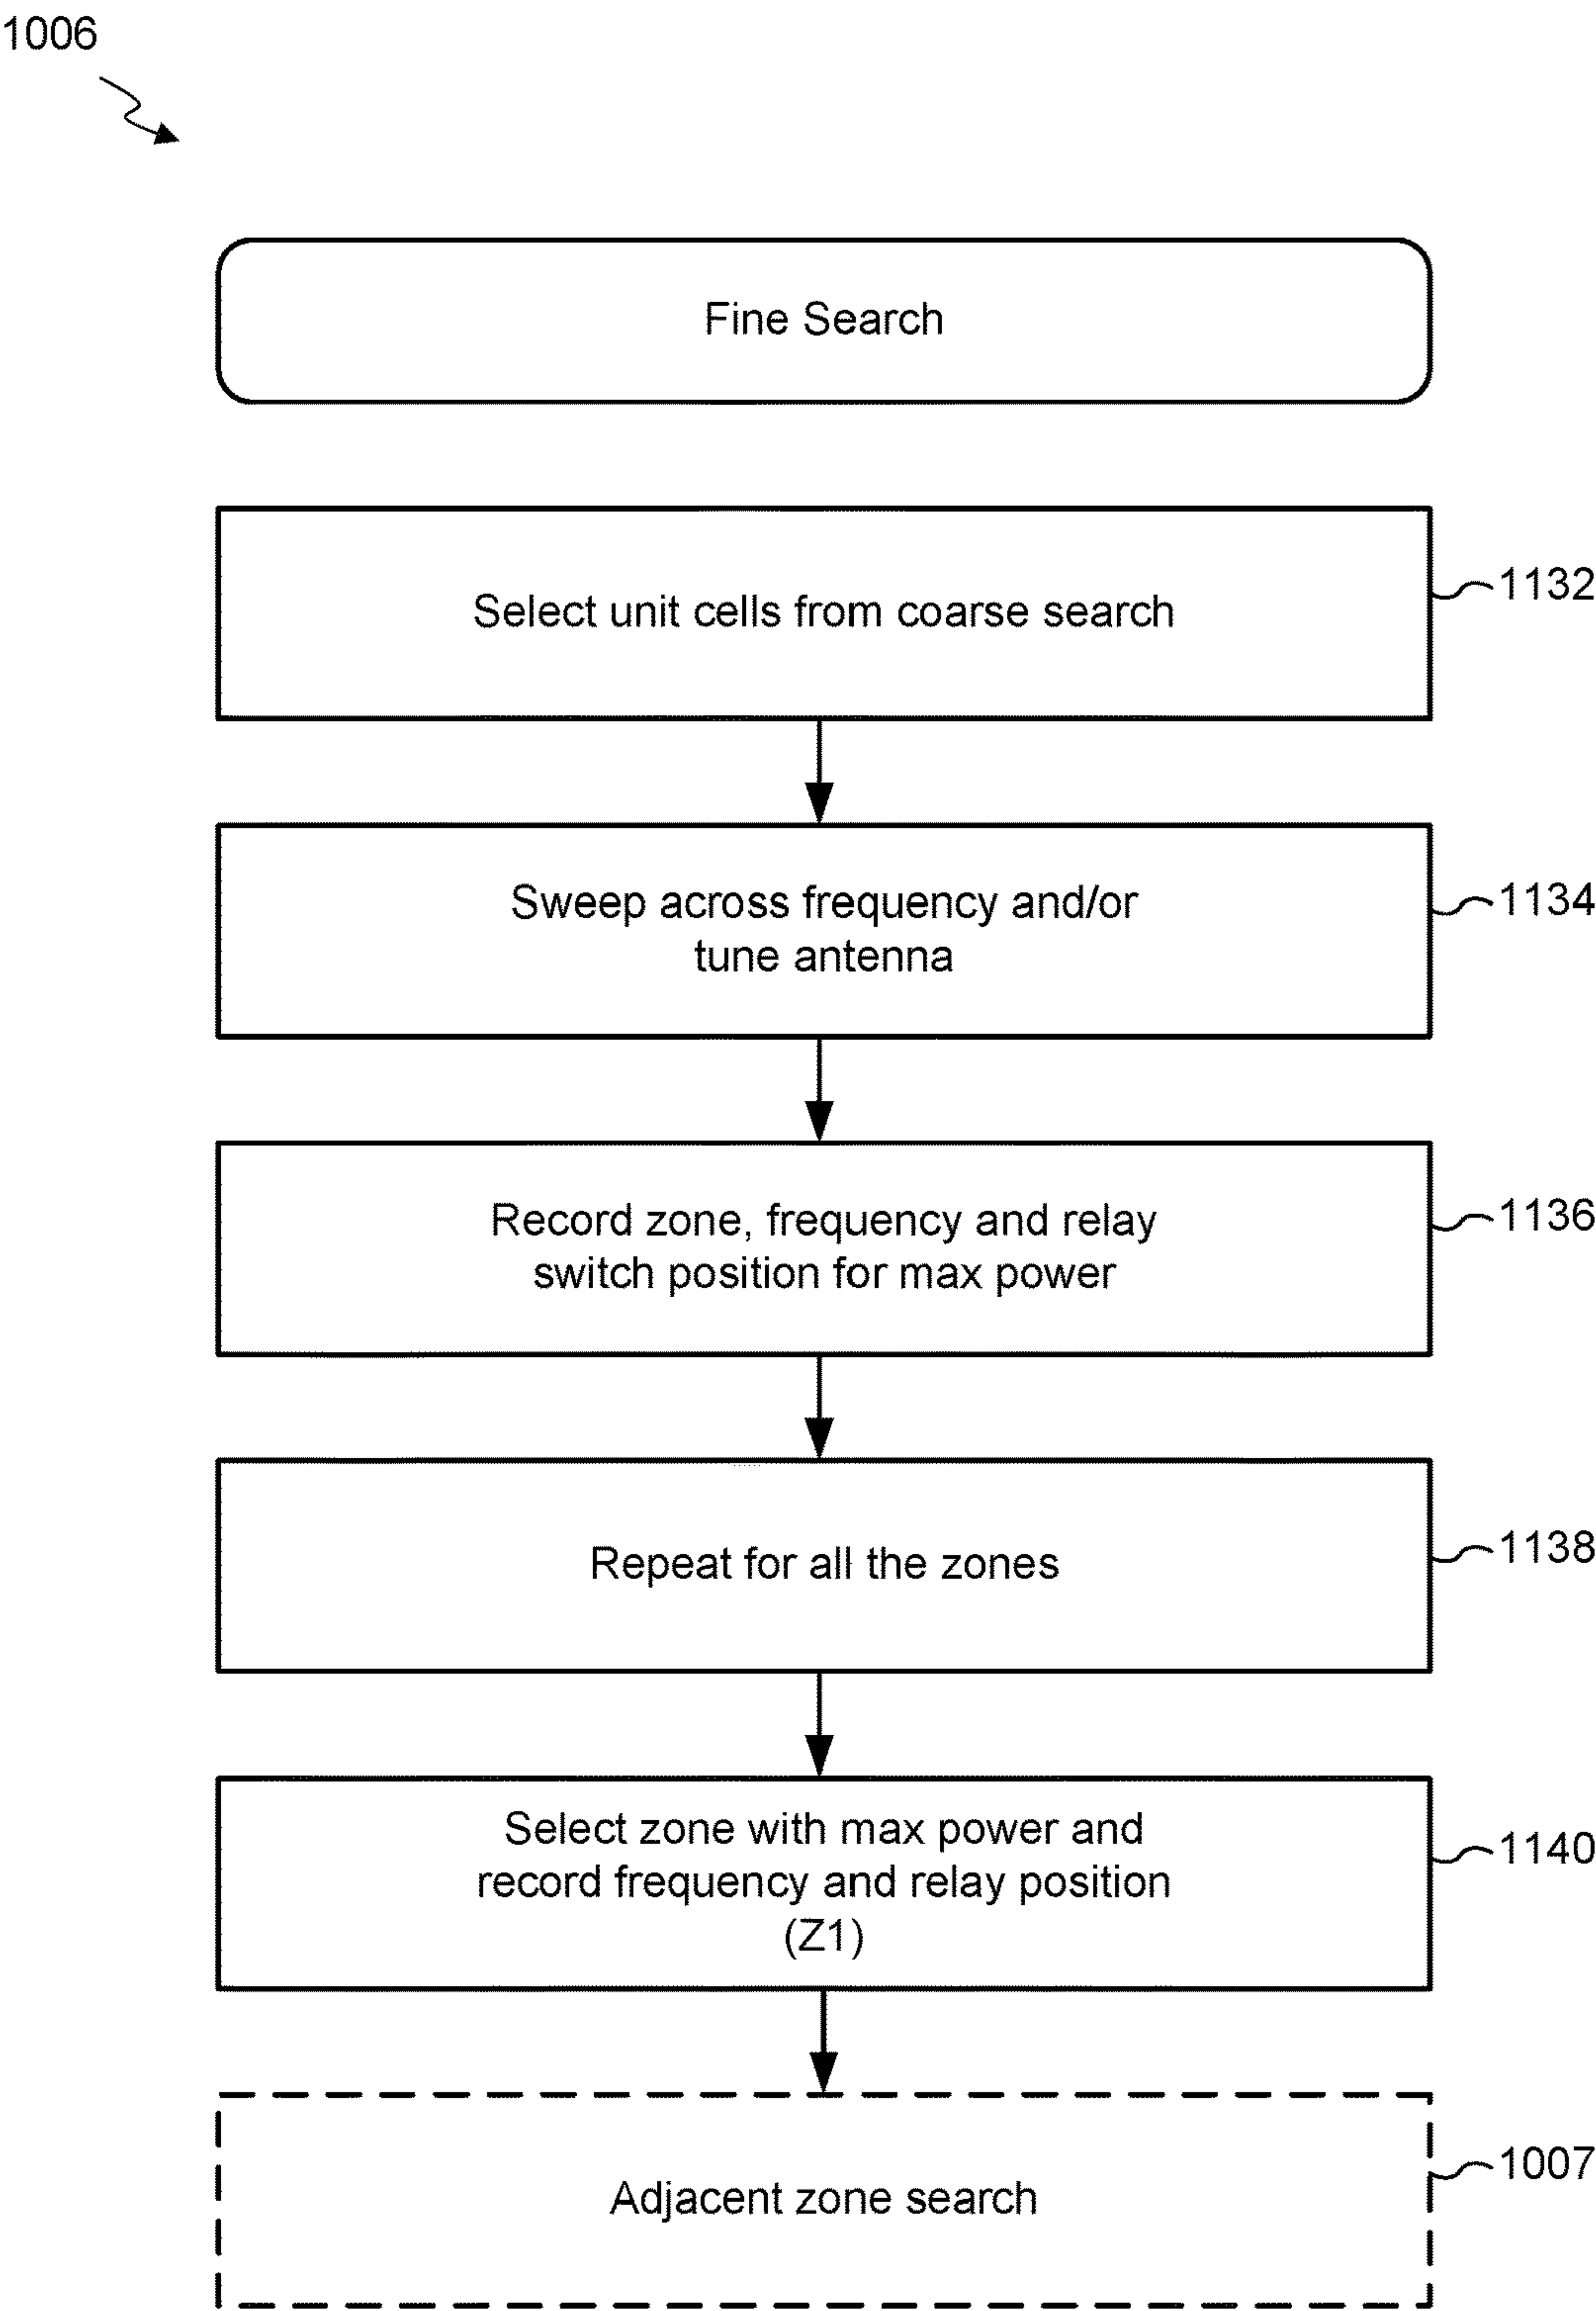 1006
Fine Search
Select unit cells from coarse search
1132
Sweep across frequency and/or
tune antenna
1134
Record zone, frequency and relay
switch position for max power
1136
Repeat for all the zones
1138
Select zone with max power and
record frequency and relay position
(Z1)
1140
Adjacent zone search
1007